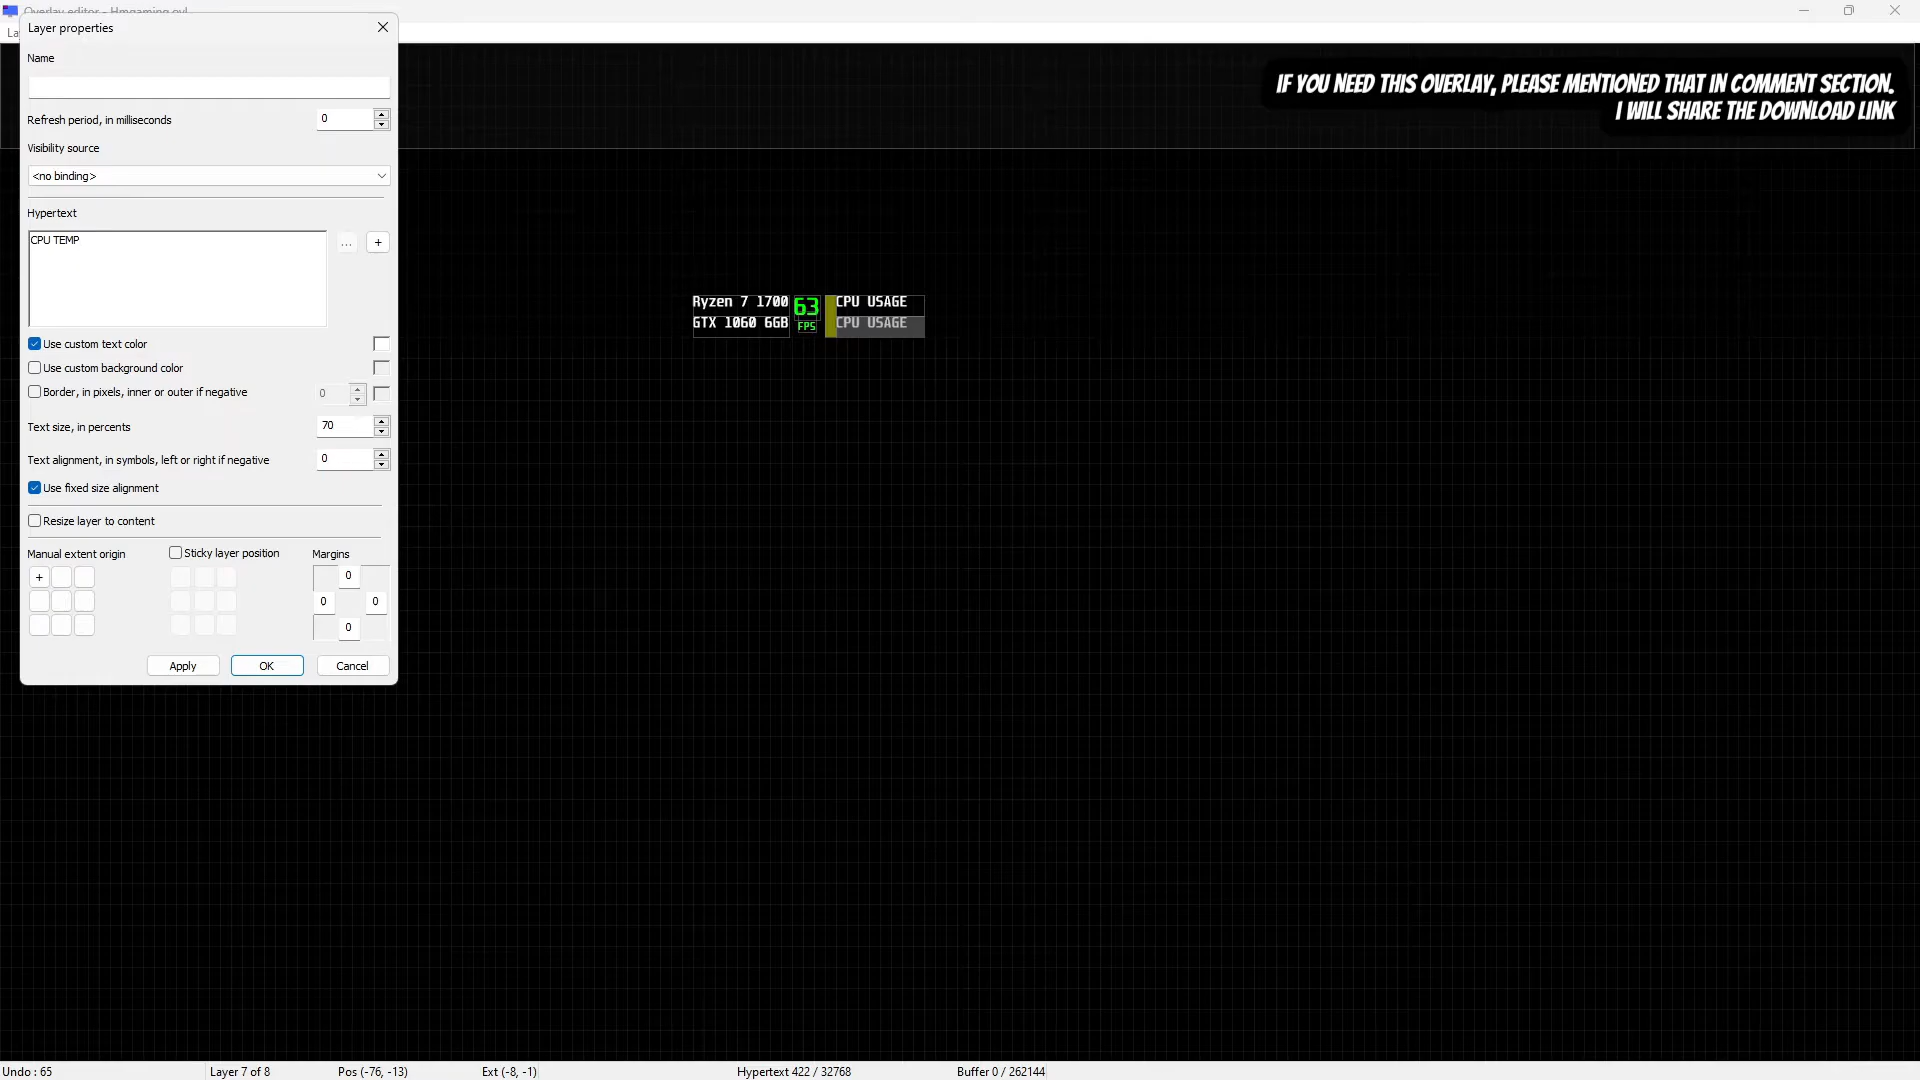 Overlay editor - Hmgaming.ovl
La
Layer properties
Name
Refresh period, in milliseconds
0
Visibility source
<no binding>
Hypertext
CPU TEMP
...
+
Use custom text color
Use custom background color
Border, in pixels, inner or outer if negative
0
Text size, in percents
70
Text alignment, in symbols, left or right if negative
0
Use fixed size alignment
Resize layer to content
Manual extent origin
Sticky layer position
Margins
+
0
0
0
0
Apply
OK
Cancel
IF YOU NEED THIS OVERLAY, PLEASE MENTIONED THAT IN COMMENT SECTION.
I WILL SHARE THE DOWNLOAD LINK
Ryzen 7 1700
63
CPU USAGE
GTX 1060 6GB
FPS
CPU USAGE
Undo : 65
Layer 7 of 8
Pos (-76, -13)
Ext (-8, -1)
Hypertext 422 / 32768
Buffer 0 / 262144